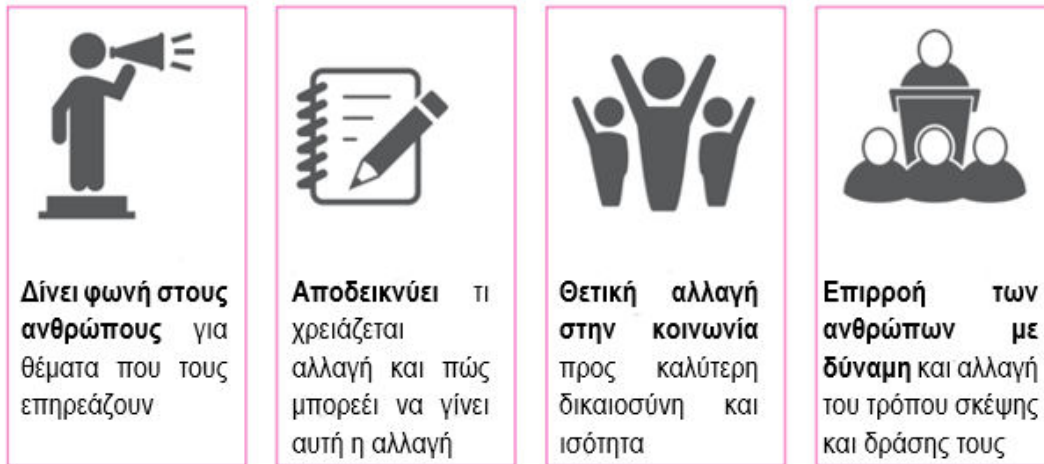 Δίνει φωνή στους
ανθρώπους για
θέματα που τους
επηρεάζουν
Αποδεικνύει τι
χρειάζεται
αλλαγή και πώς
μπορεέι να γίνει
αυτή η αλλαγή
Θετική αλλαγή
στην κοινωνία
προς καλύτερη
δικαιοσύνη και
ισότητα
Επιρροή των
ανθρώπων με
δύναμη και αλλαγή
του τρόπου σκέψης
και δράσης τους